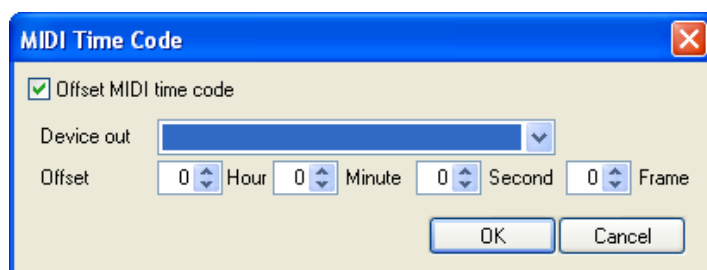 MIDI Time Code
Offset MIDI time code
Device out
Offset 0 Hour 0 Minute 0 Second 0 Frame
OK Cancel